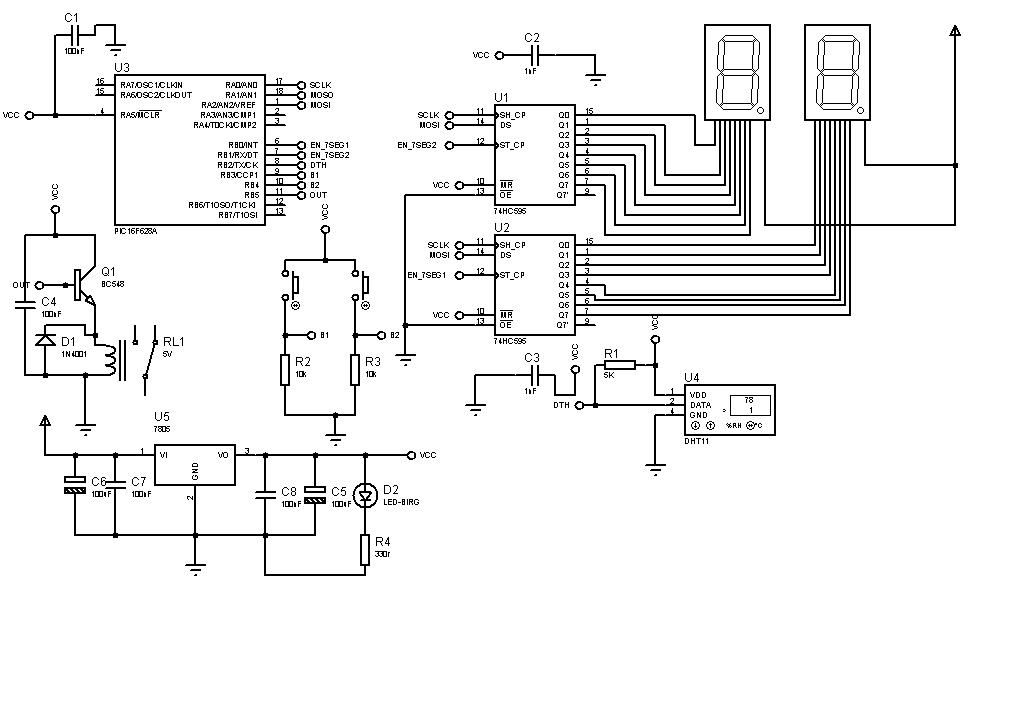 C1
100nF
U3
16 RA7/OSC1/CLKIN RA0/AN0 17 SCLK
15 RA6/OSC2/CLKOUT RA1/AN1 18 MOSO
RA2/AN2/VREF 1 MOSI
VCC 4 RA5/MCLR RA3/AN3/CMP1 2
RA4/T0CKI/CMP2 3
RB0/INT 6 EN_7SEG1
RB1/RX/DT 7 EN_7SEG2
RB2/TX/CK 8 DTH
RB3/CCP1 9 B1
RB4 10 B2
RB5 11 OUT
RB6/T1OSO/T1CKI 12
RB7/T1OSI 13
PIC16F628A
C2
VCC
1nF
U1
SCLK 11 SH_CP Q0 15
MOSI 14 DS Q1 1
Q2 2
EN_7SEG2 12 ST_CP Q3 3
Q4 4
Q5 5
Q6 6
VCC 10 MR Q7 7
13 OE Q7' 9
74HC595
U2
SCLK 11 SH_CP Q0 15
MOSI 14 DS Q1 1
Q2 2
EN_7SEG1 12 ST_CP Q3 3
Q4 4
Q5 5
Q6 6
VCC 10 MR Q7 7
13 OE Q7' 9
74HC595
VCC
Q1
BC548
OUT
C4
100nF
D1
1N4001
RL1
5V
VCC
B1
B2
R2
10k
R3
10k
C3
1nF
VCC
DTH
R1
5K
VCC
U4
1 VDD
2 DATA
4 GND
>
78
1
%RH
°C
DHT11
U5
7805
1 VI VO 3
GND
2
VCC
C6
100nF
C7
100nF
C8
100nF
C5
100nF
D2
LED-BIRG
R4
330r